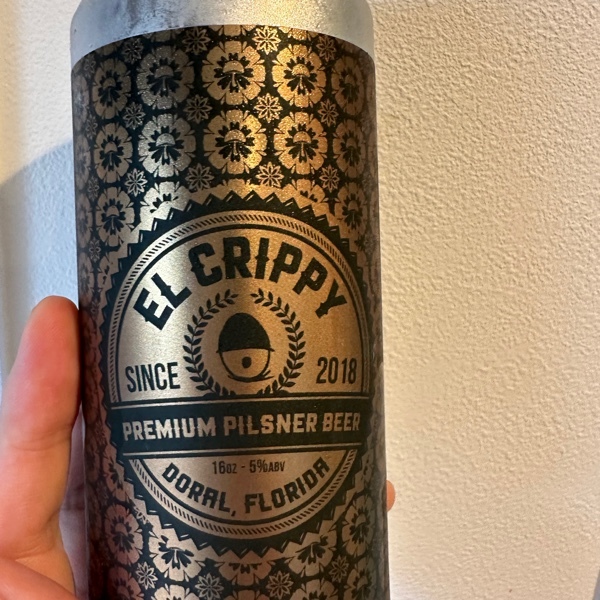 EL CRIPPY
SINCE 2018
PREMIUM PILSNER BEER
16OZ - 5%ABV
DORAL, FLORIDA